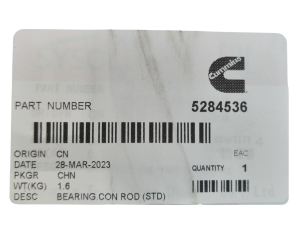 Cummins
PART NUMBER 5284536
ORIGIN CN EAC
DATE 28-MAR-2023
PKGR CHN QUANTITY 1
WT(KG) 1.6
DESC BEARING,CON ROD (STD)